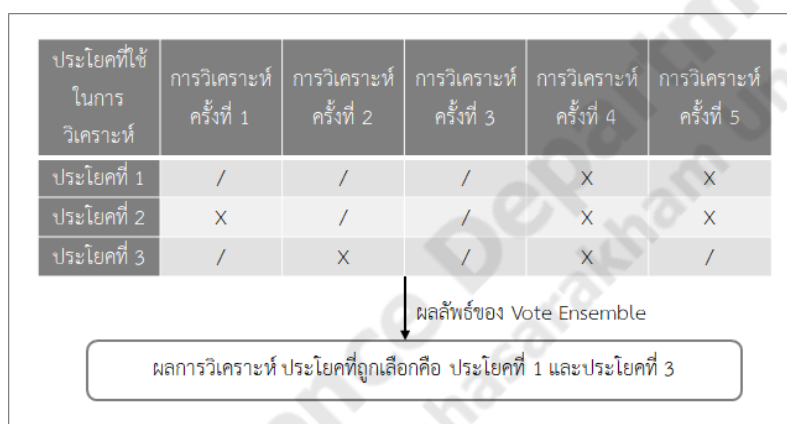 ประโยคที่ใช้ในการวิเคราะห์ การวิเคราะห์ครั้งที่ 1 การวิเคราะห์ครั้งที่ 2 การวิเคราะห์ครั้งที่ 3 การวิเคราะห์ครั้งที่ 4 การวิเคราะห์ครั้งที่ 5
ประโยคที่ 1 / / / X X
ประโยคที่ 2 X / / X X
ประโยคที่ 3 / X / X /
ผลลัพธ์ของ Vote Ensemble
ผลการวิเคราะห์ ประโยคที่ถูกเลือกคือ ประโยคที่ 1 และประโยคที่ 3